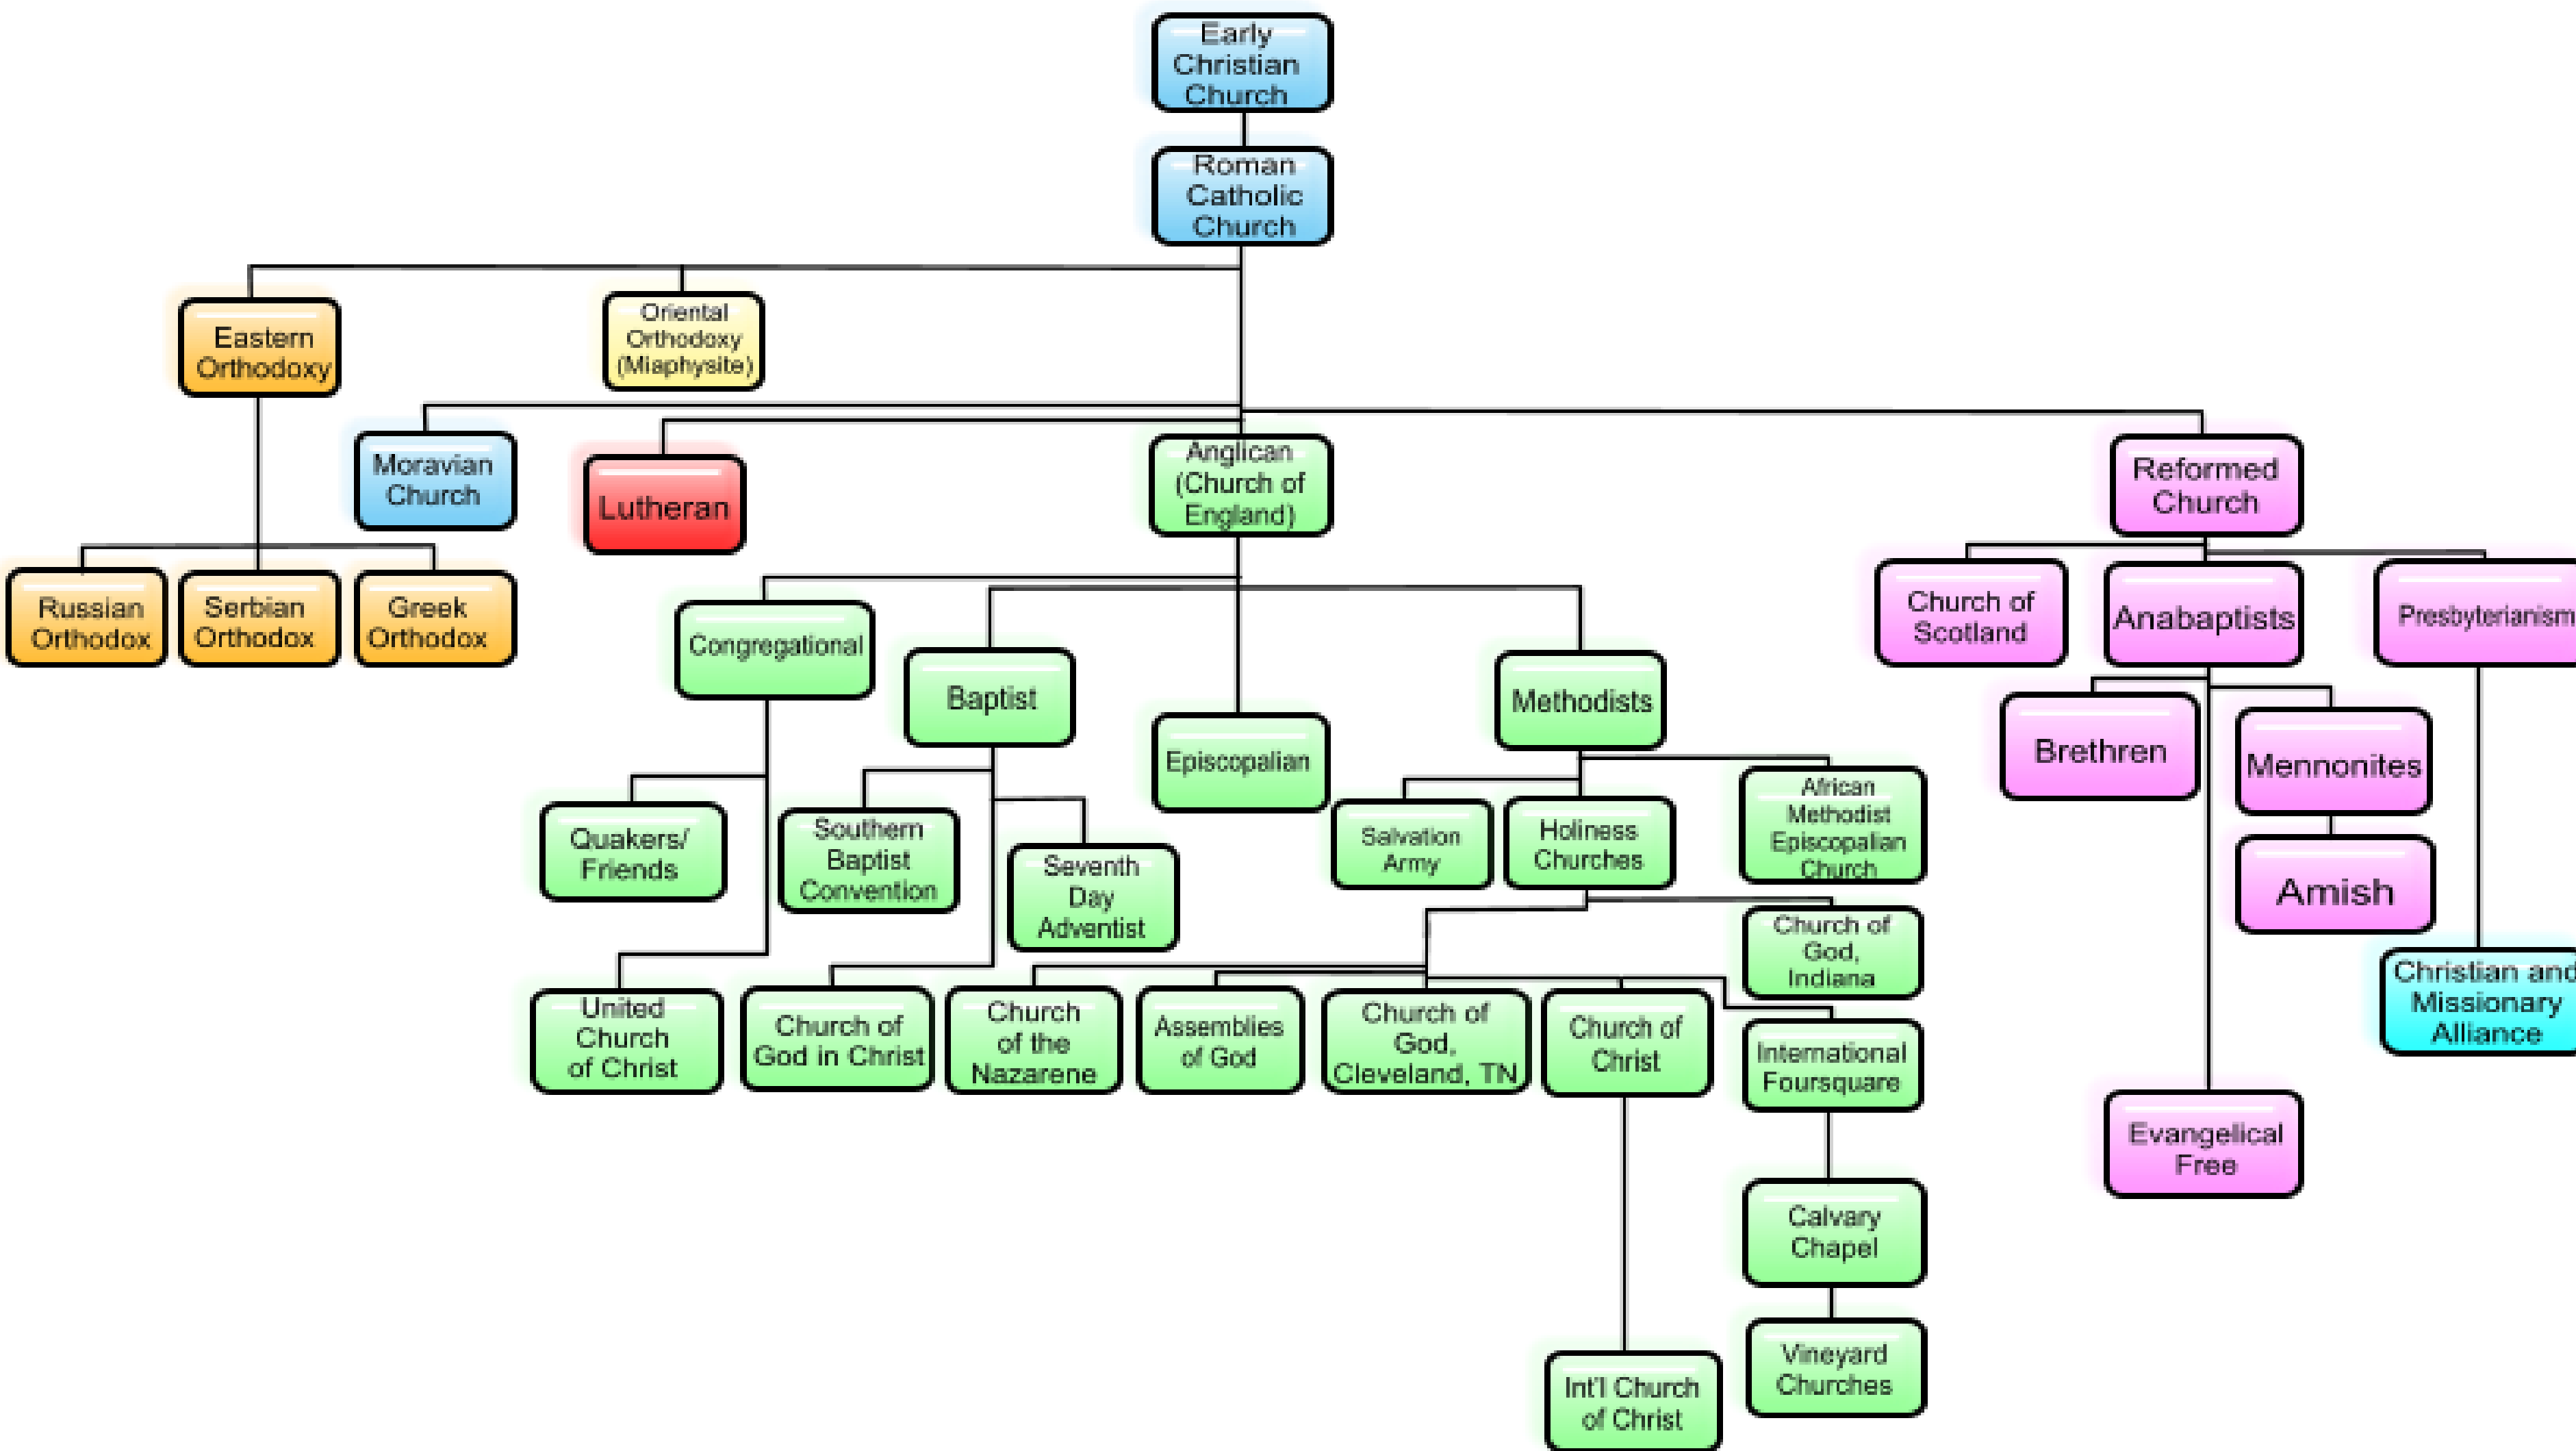 Early
Christian
Church
Roman
Catholic
Church
Eastern
Orthodoxy
Oriental
Orthodoxy
(Miaphysite)
Moravian
Church
Lutheran
Anglican
(Church of
England)
Reformed
Church
Russian
Orthodox
Serbian
Orthodox
Greek
Orthodox
Congregational
Baptist
Episcopalian
Methodists
Church of
Scotland
Anabaptists
Presbyterianism
Brethren
Mennonites
Amish
Quakers/
Friends
Southern
Baptist
Convention
Seventh
Day
Adventist
Salvation
Army
Holiness
Churches
African
Methodist
Episcopalian
Church
Church of
God,
Indiana
United
Church
of Christ
Church of
God in Christ
Church
of the
Nazarene
Assemblies
of God
Church of
God,
Cleveland, TN
Church of
Christ
International
Foursquare
Christian and
Missionary
Alliance
Evangelical
Free
Calvary
Chapel
Vineyard
Churches
Int'l Church
of Christ